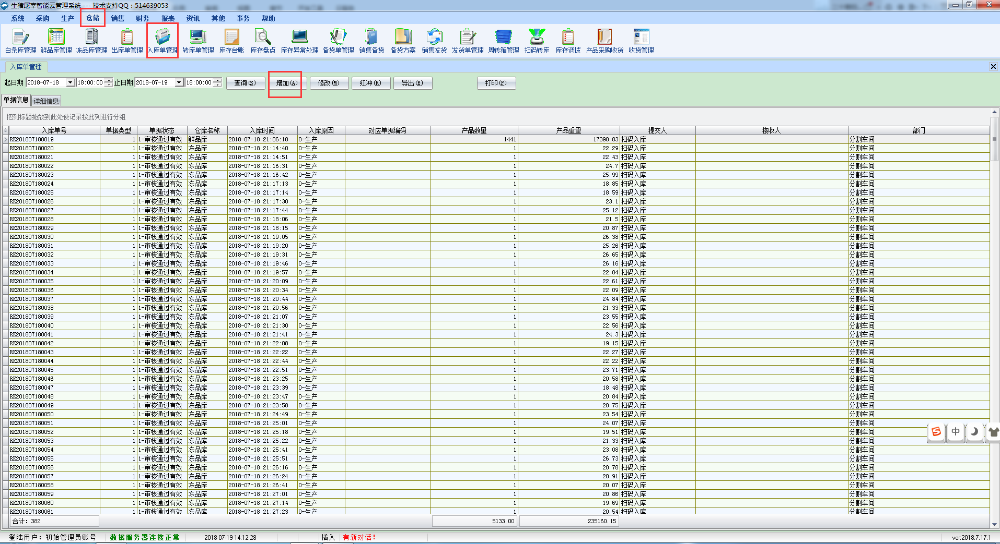 生猪屠宰智能云管理系统 --- 技术支持QQ：514639053
系统 采购 生产 仓储 销售 财务 报表 资讯 其他 事务 帮助
白条库管理 鲜品库管理 冻品库管理 出库单管理 入库单管理 转库单管理 库存台账 库存盘点 库存异常处理 备货单管理 销售备货 备货方案 销售发货 发货单管理 周转箱管理 扫码转库 库存调拨 产品采购收货 收货管理
入库单管理
起日期 2018-07-18 18:00:00 止日期 2018-07-19 18:00:00 查询(S) 增加(A) 修改(M) 红冲(R) 导出(E) 打印(P)
单据信息 详细信息
把列标题拖放到此处使记录按此列进行分组
入库单号 单据类型 单据状态 仓库名称 入库时间 入库原因 对应单据编码 产品数量 产品重量 提交人 接收人 部门
RK201807180019 1 1-审核通过有效 鲜品库 2018-07-18 21:06:10 0-生产 1441 17390.83 扫码入库 分割车间
RK201807180020 1 1-审核通过有效 冻品库 2018-07-18 21:14:40 0-生产 1 22.29 扫码入库 分割车间
RK201807180021 1 1-审核通过有效 冻品库 2018-07-18 21:14:51 0-生产 1 22.43 扫码入库 分割车间
RK201807180022 1 1-审核通过有效 冻品库 2018-07-18 21:16:31 0-生产 1 24.7 扫码入库 分割车间
RK201807180023 1 1-审核通过有效 冻品库 2018-07-18 21:16:42 0-生产 1 25.99 扫码入库 分割车间
RK201807180024 1 1-审核通过有效 冻品库 2018-07-18 21:17:13 0-生产 1 18.85 扫码入库 分割车间
RK201807180025 1 1-审核通过有效 冻品库 2018-07-18 21:17:14 0-生产 1 18.59 扫码入库 分割车间
RK201807180026 1 1-审核通过有效 冻品库 2018-07-18 21:17:30 0-生产 1 23.1 扫码入库 分割车间
RK201807180027 1 1-审核通过有效 冻品库 2018-07-18 21:17:44 0-生产 1 25.12 扫码入库 分割车间
RK201807180028 1 1-审核通过有效 冻品库 2018-07-18 21:18:06 0-生产 1 21.5 扫码入库 分割车间
RK201807180029 1 1-审核通过有效 冻品库 2018-07-18 21:18:15 0-生产 1 20.87 扫码入库 分割车间
RK201807180030 1 1-审核通过有效 冻品库 2018-07-18 21:19:05 0-生产 1 26.38 扫码入库 分割车间
RK201807180031 1 1-审核通过有效 冻品库 2018-07-18 21:19:20 0-生产 1 25.26 扫码入库 分割车间
RK201807180032 1 1-审核通过有效 冻品库 2018-07-18 21:19:31 0-生产 1 26.65 扫码入库 分割车间
RK201807180033 1 1-审核通过有效 冻品库 2018-07-18 21:19:46 0-生产 1 26.16 扫码入库 分割车间
RK201807180034 1 1-审核通过有效 冻品库 2018-07-18 21:19:57 0-生产 1 22.04 扫码入库 分割车间
RK201807180035 1 1-审核通过有效 冻品库 2018-07-18 21:20:09 0-生产 1 22.61 扫码入库 分割车间
RK201807180036 1 1-审核通过有效 冻品库 2018-07-18 21:20:34 0-生产 1 22.09 扫码入库 分割车间
RK201807180037 1 1-审核通过有效 冻品库 2018-07-18 21:20:44 0-生产 1 24.84 扫码入库 分割车间
RK201807180038 1 1-审核通过有效 冻品库 2018-07-18 21:20:56 0-生产 1 21.33 扫码入库 分割车间
RK201807180039 1 1-审核通过有效 冻品库 2018-07-18 21:21:07 0-生产 1 23.55 扫码入库 分割车间
RK201807180040 1 1-审核通过有效 冻品库 2018-07-18 21:21:30 0-生产 1 22.56 扫码入库 分割车间
RK201807180041 1 1-审核通过有效 冻品库 2018-07-18 21:21:41 0-生产 1 24.3 扫码入库 分割车间
RK201807180042 1 1-审核通过有效 冻品库 2018-07-18 21:22:08 0-生产 1 19.15 扫码入库 分割车间
RK201807180043 1 1-审核通过有效 冻品库 2018-07-18 21:22:22 0-生产 1 22.27 扫码入库 分割车间
RK201807180044 1 1-审核通过有效 冻品库 2018-07-18 21:22:44 0-生产 1 22.22 扫码入库 分割车间
RK201807180045 1 1-审核通过有效 冻品库 2018-07-18 21:22:51 0-生产 1 23.71 扫码入库 分割车间
RK201807180046 1 1-审核通过有效 冻品库 2018-07-18 21:23:25 0-生产 1 20.58 扫码入库 分割车间
RK201807180047 1 1-审核通过有效 冻品库 2018-07-18 21:23:39 0-生产 1 18.48 扫码入库 分割车间
RK201807180048 1 1-审核通过有效 冻品库 2018-07-18 21:23:47 0-生产 1 20.84 扫码入库 分割车间
RK201807180049 1 1-审核通过有效 冻品库 2018-07-18 21:23:58 0-生产 1 20.75 扫码入库 分割车间
RK201807180050 1 1-审核通过有效 冻品库 2018-07-18 21:24:49 0-生产 1 23.54 扫码入库 分割车间
RK201807180051 1 1-审核通过有效 冻品库 2018-07-18 21:25:01 0-生产 1 24.07 扫码入库 分割车间
RK201807180052 1 1-审核通过有效 冻品库 2018-07-18 21:25:18 0-生产 1 19.51 扫码入库 分割车间
RK201807180053 1 1-审核通过有效 冻品库 2018-07-18 21:25:22 0-生产 1 21.33 扫码入库 分割车间
RK201807180054 1 1-审核通过有效 冻品库 2018-07-18 21:25:41 0-生产 1 23.08 扫码入库 分割车间
RK201807180055 1 1-审核通过有效 冻品库 2018-07-18 21:25:51 0-生产 1 26.73 扫码入库 分割车间
RK201807180056 1 1-审核通过有效 冻品库 2018-07-18 21:26:16 0-生产 1 20.78 扫码入库 分割车间
RK201807180057 1 1-审核通过有效 冻品库 2018-07-18 21:26:24 0-生产 1 20.91 扫码入库 分割车间
RK201807180058 1 1-审核通过有效 冻品库 2018-07-18 21:26:41 0-生产 1 20.07 扫码入库 分割车间
RK201807180059 1 1-审核通过有效 冻品库 2018-07-18 21:27:01 0-生产 1 20.86 扫码入库 分割车间
RK201807180060 1 1-审核通过有效 冻品库 2018-07-18 21:27:14 0-生产 1 19.69 扫码入库 分割车间
RK201807180061 1 1-审核通过有效 冻品库 2018-07-18 21:27:23 0-生产 1 20.54 扫码入库 分割车间
中
合计：382 5133.00 235160.15
登陆用户：初始管理员账号 数据服务器连接正常 2018-07-19 14:12:28 插入 有新对话！ ver:2018.7.17.1